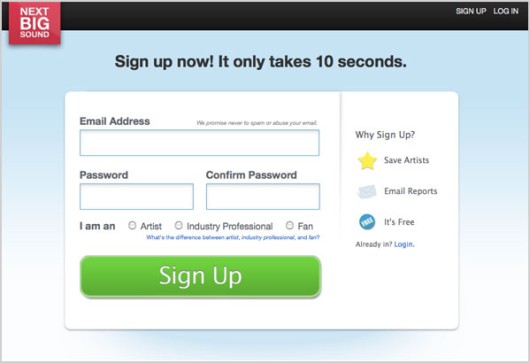 NEXT
BIG
SOUND
SIGN UP LOG IN
Sign up now! It only takes 10 seconds.
Email Address We promise never to spam or abuse your email.
Password Confirm Password
I am an Artist Industry Professional Fan
What's the difference between artist, industry professional, and fan?
Sign Up
Why Sign Up?
Save Artists
Email Reports
FREE It's Free
Already in? Login.